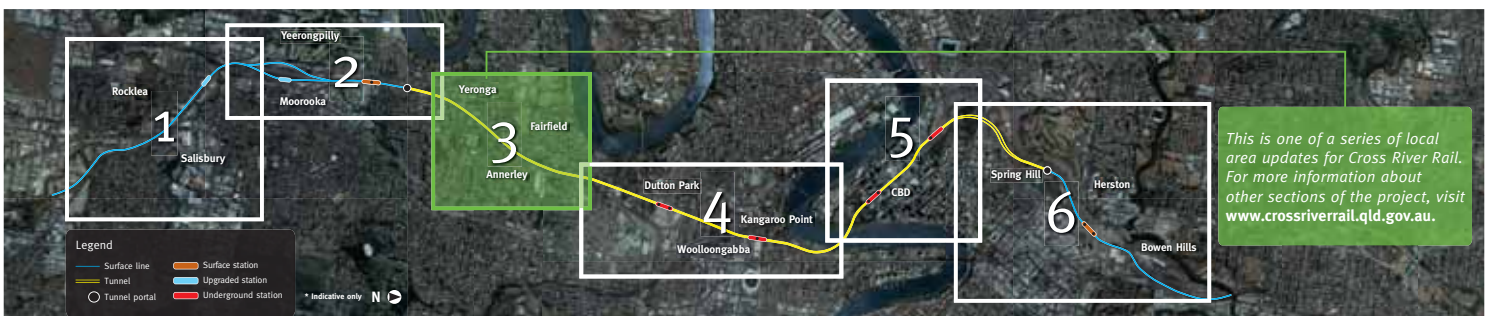 Yeerongpilly
2
Rocklea
Moorooka
1
Salisbury
Yeronga
3
Fairfield
Annerley
Dutton Park
4
Kangaroo Point
Woolloongabba
5
CBD
Spring Hill
Herston
6
Bowen Hills
This is one of a series of local
area updates for Cross River Rail.
For more information about
other sections of the project, visit
www.crossriverrail.qld.gov.au.
Legend
Surface line
Tunnel
Tunnel portal
Surface station
Upgraded station
Underground station
* Indicative only
N